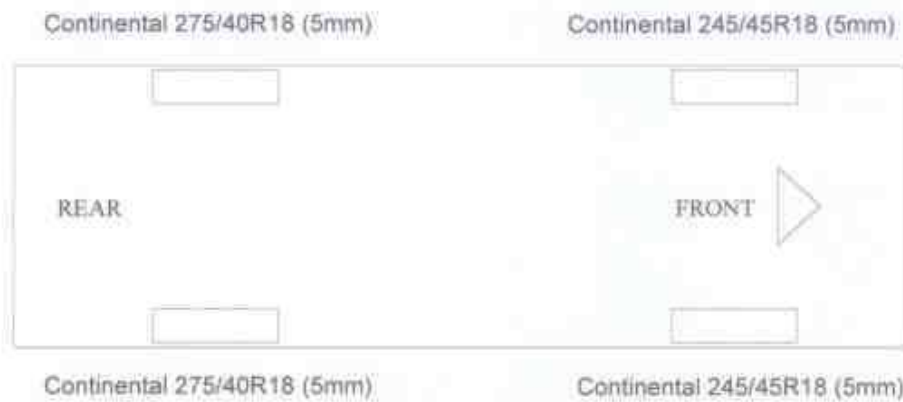 Continental 275/40R18 (5mm) Continental 245/45R18 (5mm)
REAR FRONT
Continental 275/40R18 (5mm) Continental 245/45R18 (5mm)